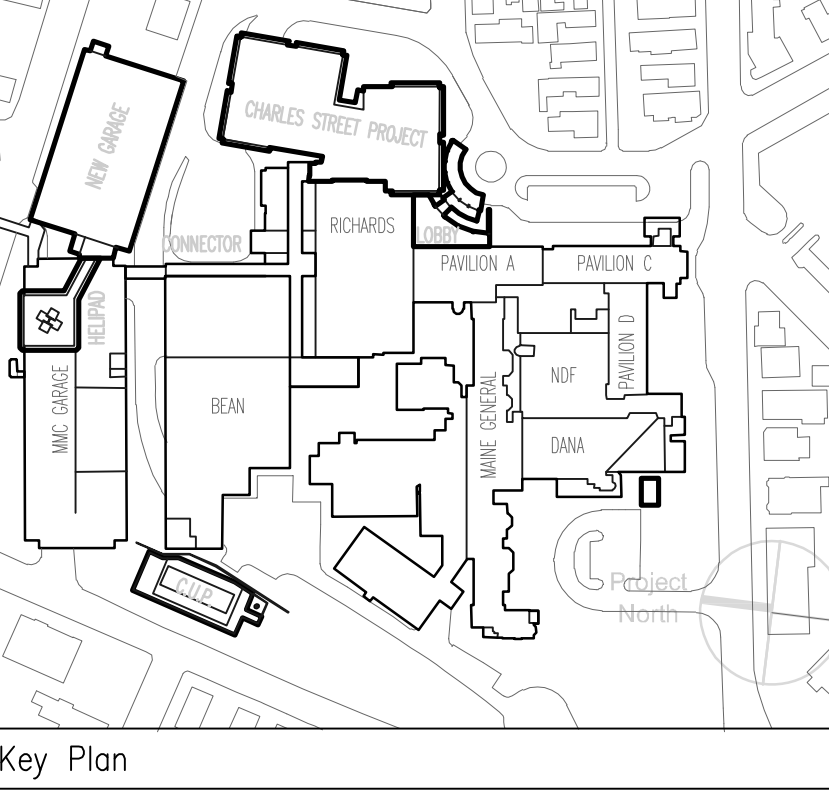 NEW GARAGE
CHARLES STREET PROJECT
CONNECTOR
RICHARDS
LOBBY
PAVILION A
PAVILION C
HELIPAD
PAVILION D
MMC GARAGE
BEAN
MAINE GENERAL
NDF
DANA
C.U.P.
Project
North
Key Plan